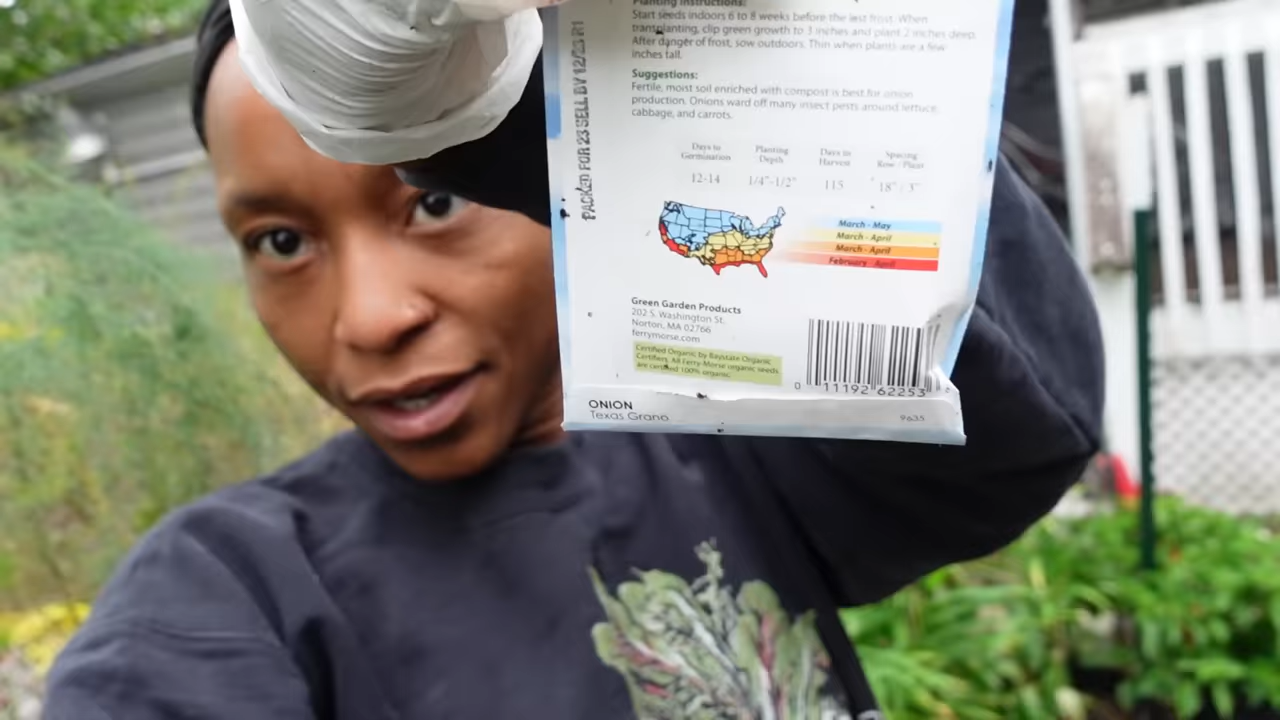 Planting Instructions:
Start seeds indoors 6 to 8 weeks before the last frost. When
transplanting, clip green growth to 3 inches and plant 2 inches deep.
After danger of frost, sow outdoors. Thin when plants are a few
inches tall.
Suggestions:
Fertile, moist soil enriched with compost is best for onion
production. Onions ward off many insect pests around lettuce,
cabbage, and carrots.
Days to Germination
Planting Depth
Days to Harvest
Spacing Row / Plant
12-14
1/4"-1/2"
115
18" / 3"
March - May
March - April
March - April
February - April
Green Garden Products
202 S. Washington St.
Norton, MA 02766
ferrymorse.com
Certified Organic by Baystate Organic
Certifiers. All Ferry-Morse organic seeds
are certified 100% organic.
0 11192 62253
ONION
Texas Grano
9635
PACKED FOR 23 SELL BY 12/23 R1